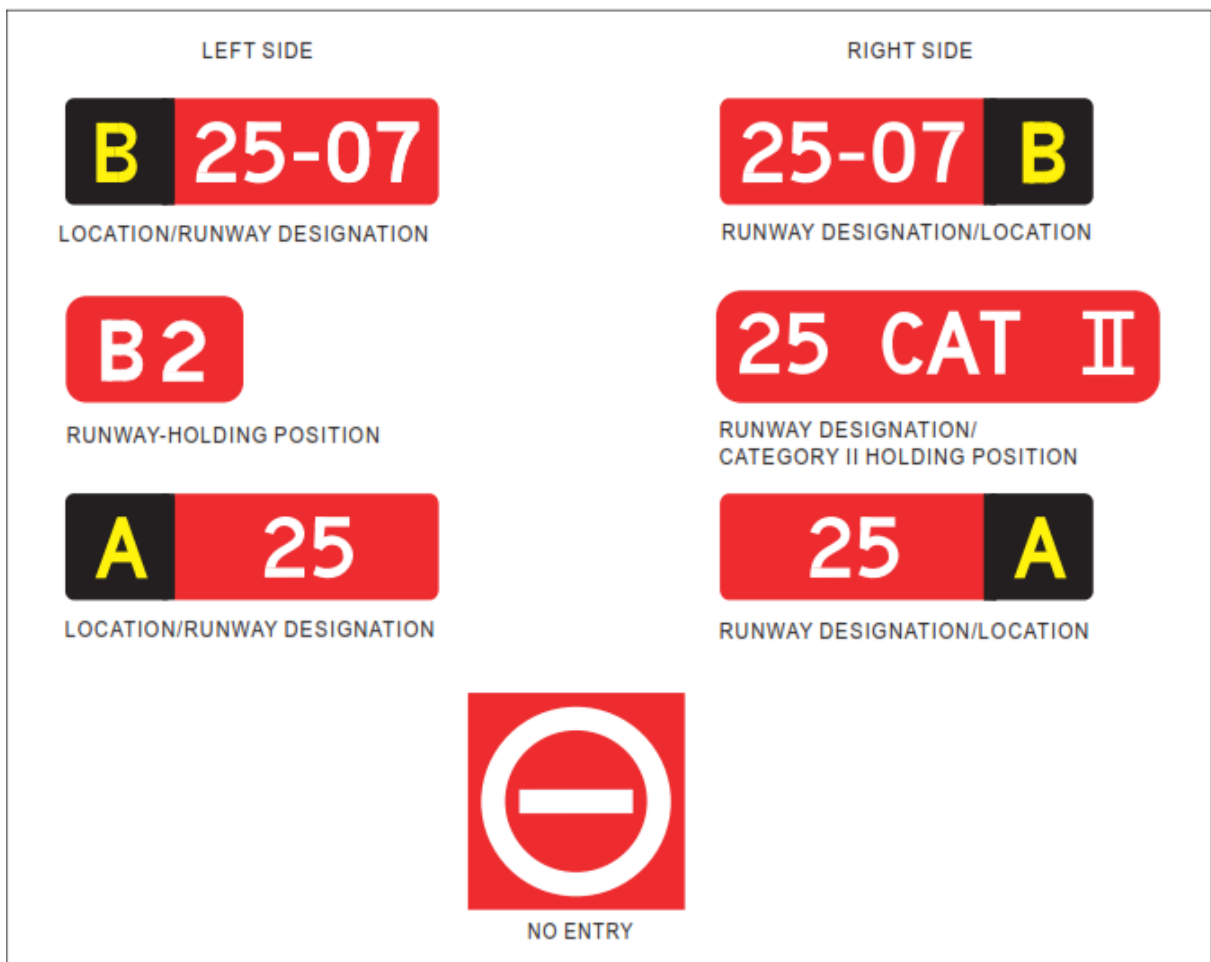 LEFT SIDE
RIGHT SIDE
B 25-07
25-07 B
LOCATION/RUNWAY DESIGNATION
RUNWAY DESIGNATION/LOCATION
B2
25 CAT II
RUNWAY-HOLDING POSITION
RUNWAY DESIGNATION/
CATEGORY II HOLDING POSITION
A 25
25 A
LOCATION/RUNWAY DESIGNATION
RUNWAY DESIGNATION/LOCATION
NO ENTRY